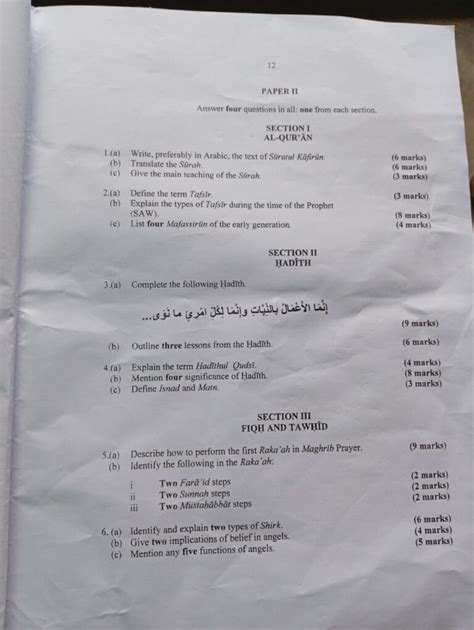 12
PAPER II
Answer four questions in all: one from each section.
SECTION I
AL-QUR'ĀN
1.(a) Write, preferably in Arabic, the text of Sūratul Kāfirūn. (6 marks)
(b) Translate the Sūrah. (6 marks)
(c) Give the main teaching of the Sūrah. (3 marks)
2.(a) Define the term Tafsīr. (3 marks)
(b) Explain the types of Tafsīr during the time of the Prophet
(SAW). (8 marks)
(c) List four Mafassirūn of the early generation. (4 marks)
SECTION II
ḤADĪTH
3.(a) Complete the following Ḥadīth.
إِنَّمَا الأَعْمَالُ بِالنِّيَّاتِ وَإِنَّمَا لِكُلِّ امْرِئٍ مَا نَوَى...
(9 marks)
(b) Outline three lessons from the Ḥadīth. (6 marks)
4.(a) Explain the term Ḥadīthul Qudsī. (4 marks)
(b) Mention four significance of Ḥadīth. (8 marks)
(c) Define Isnad and Matn. (3 marks)
SECTION III
FIQH AND TAWḤĪD
5.(a) Describe how to perform the first Raka'ah in Maghrib Prayer. (9 marks)
(b) Identify the following in the Raka'ah:
i Two Farā'id steps (2 marks)
ii Two Sunnah steps (2 marks)
iii Two Mustahābbāt steps (2 marks)
6. (a) Identify and explain two types of Shirk. (6 marks)
(b) Give two implications of belief in angels. (4 marks)
(c) Mention any five functions of angels. (5 marks)